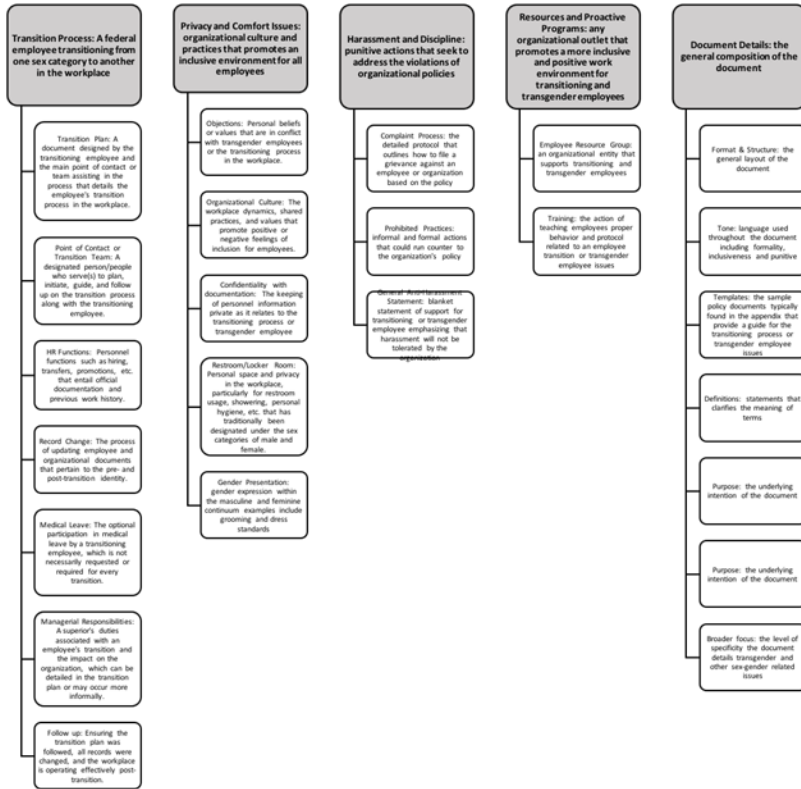 Transition Process: A federal
employee transitioning from
one sex category to another
in the workplace
Transition Plan: A
document designed by the
transitioning employee and
the main point of contact or
team assisting in the
process that details the
employee's transition
process in the workplace.
Point of Contact or
Transition Team: A
designated person/people
who serve(s) to plan,
initiate, guide, and follow
up on the transition process
along with the transitioning
employee.
HR Functions: Personnel
functions such as hiring,
transfers, promotions, etc.
that entail official
documentation and
previous work history.
Record Change: The process
of updating employee and
organizational documents
that pertain to the pre- and
post-transition identity.
Medical Leave: The optional
participation in medical
leave by a transitioning
employee, which is not
necessarily requested or
required for every
transition.
Managerial Responsibilities:
A superior's duties
associated with an
employee's transition and
the impact on the
organization, which can be
detailed in the transition
plan or may occur more
informally.
Follow up: Ensuring the
transition plan was
followed, all records were
changed, and the workplace
is operating effectively post-
transition.
Privacy and Comfort Issues:
organizational culture and
practices that promotes an
inclusive environment for all
employees
Objections: Personal beliefs
or values that are in conflict
with transgender employees
or the transitioning process
in the workplace.
Organizational Culture: The
workplace dynamics, shared
practices, and values that
promote positive or
negative feelings of
inclusion for employees.
Confidentiality with
documentation: The keeping
of personnel information
private as it relates to the
transitioning process or
transgender employee
Restroom/Locker Room:
Personal space and privacy
in the workplace,
particularly for restroom
usage, showering, personal
hygiene, etc. that has
traditionally been
designated under the sex
categories of male and
female.
Gender Presentation:
gender expression within
the masculine and feminine
continuum examples include
grooming and dress
standards
Harassment and Discipline:
punitive actions that seek to
address the violations of
organizational policies
Complaint Process: the
detailed protocol that
outlines how to file a
grievance against an
employee or organization
based on the policy
Prohibited Practices:
informal and formal actions
that could run counter to
the organization's policy
General Anti-Harassment
Statement: blanket
statement of support for
transitioning or transgender
employee emphasizing that
harassment will not be
tolerated by the
organization
Resources and Proactive
Programs: any
organizational outlet that
promotes a more inclusive
and positive work
environment for
transitioning and
transgender employees
Employee Resource Group:
an organizational entity that
supports transitioning and
transgender employees
Training: the action of
teaching employees proper
behavior and protocol
related to an employee
transition or transgender
employee issues
Document Details: the
general composition of the
document
Format & Structure: the
general layout of the
document
Tone: language used
throughout the document
including formality,
inclusiveness and punitive
Templates: the sample
policy documents typically
found in the appendix that
provide a guide for the
transitioning process or
transgender employee
issues
Definitions: statements that
clarifies the meaning of
terms
Purpose: the underlying
intention of the document
Purpose: the underlying
intention of the document
Broader focus: the level of
specificity the document
details transgender and
other sex-gender related
issues